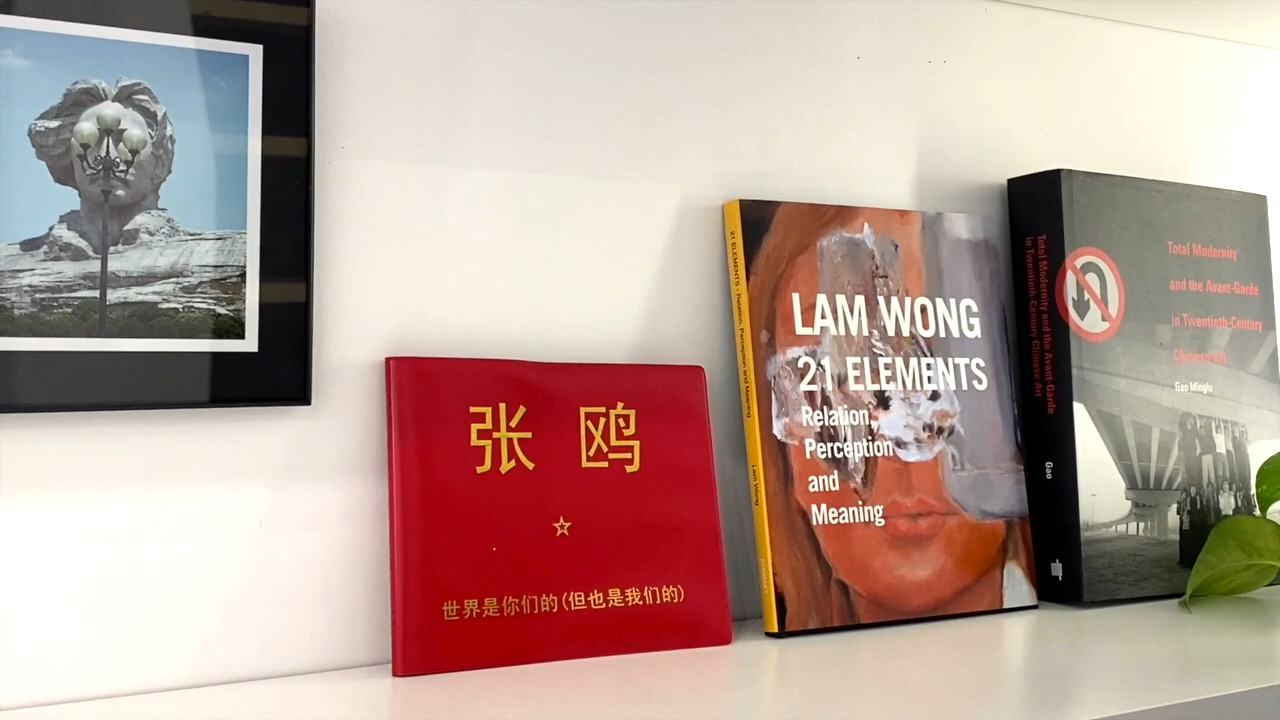 张 鸥
世界是你们的(但也是我们的)
21 ELEMENTS - Relation, Perception and Meaning
Lam Wong
LAM WONG
21 ELEMENTS
Relation,
Perception
and
Meaning
Total Modernity and the Avant-Garde
in Twentieth-Century Chinese Art
Gao
Total Modernity
and the Avant-Garde
in Twentieth-Century
Chinese Art
Gao Minglu